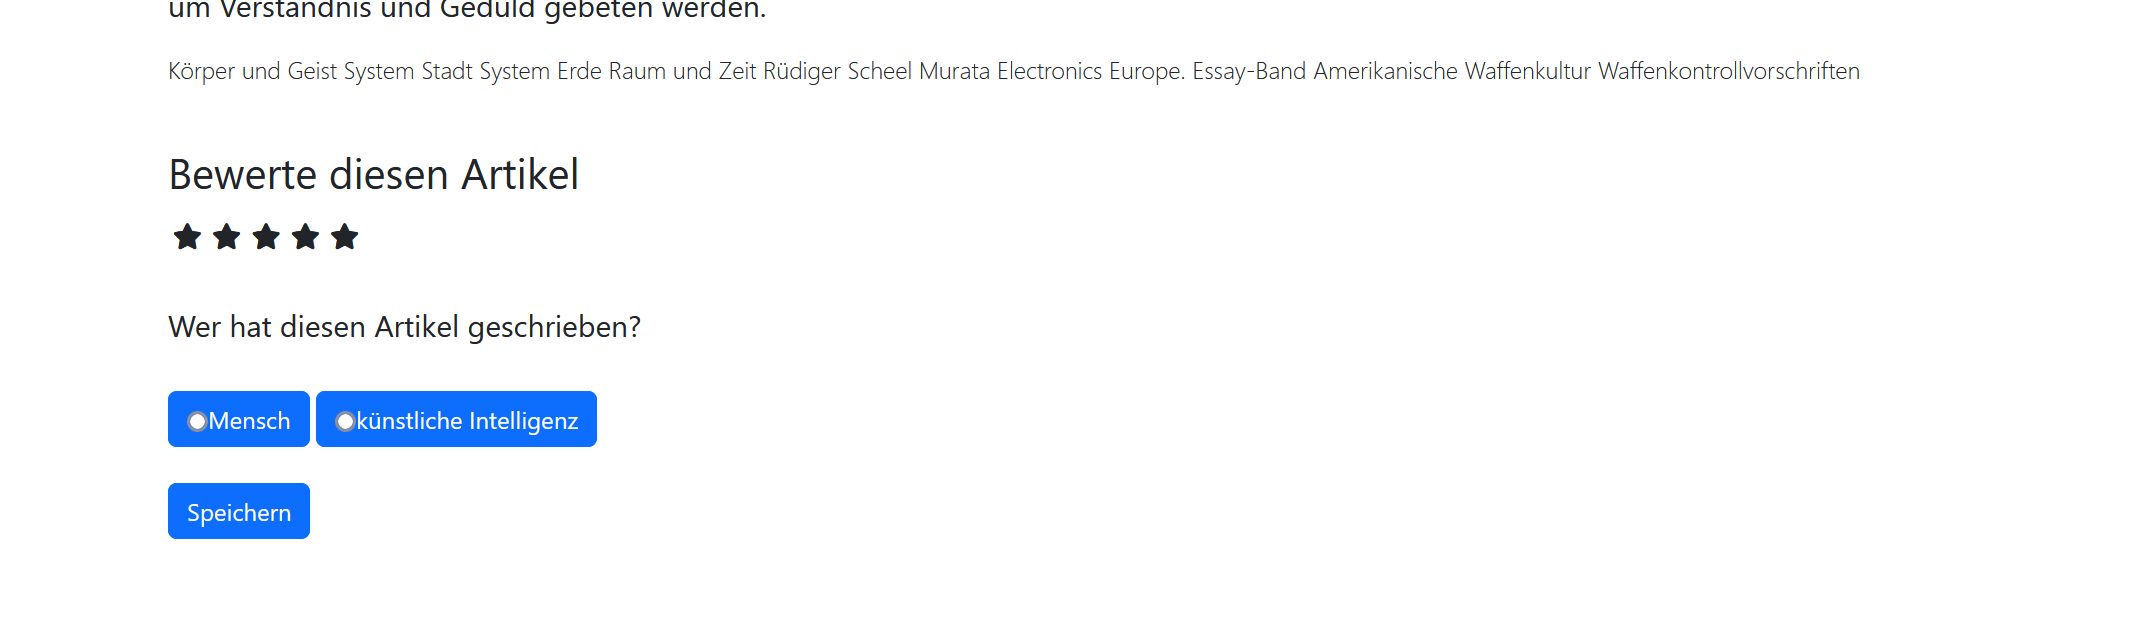 um Verständnis und Geduld gebeten werden.
Körper und Geist System Stadt System Erde Raum und Zeit Rüdiger Scheel Murata Electronics Europe. Essay-Band Amerikanische Waffenkultur Waffenkontrollvorschriften
Bewerte diesen Artikel
Wer hat diesen Artikel geschrieben?
Mensch künstliche Intelligenz
Speichern